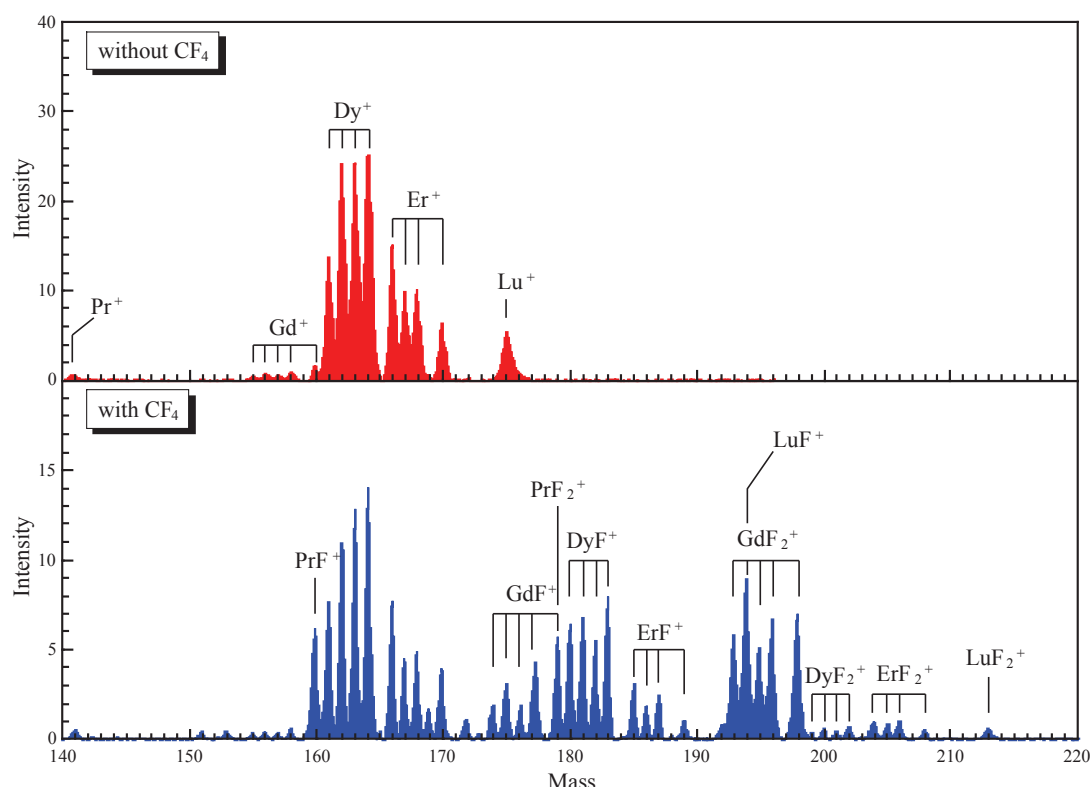 40
without CF₄
30
20
10
0
Intensity
Dy⁺
Er⁺
Lu⁺
Pr⁺
Gd⁺
with CF₄
15
10
5
0
Intensity
LuF⁺
PrF₂⁺
GdF₂⁺
DyF⁺
PrF⁺
GdF⁺
ErF⁺
DyF₂⁺
ErF₂⁺
LuF₂⁺
140 150 160 170 180 190 200 210 220
Mass